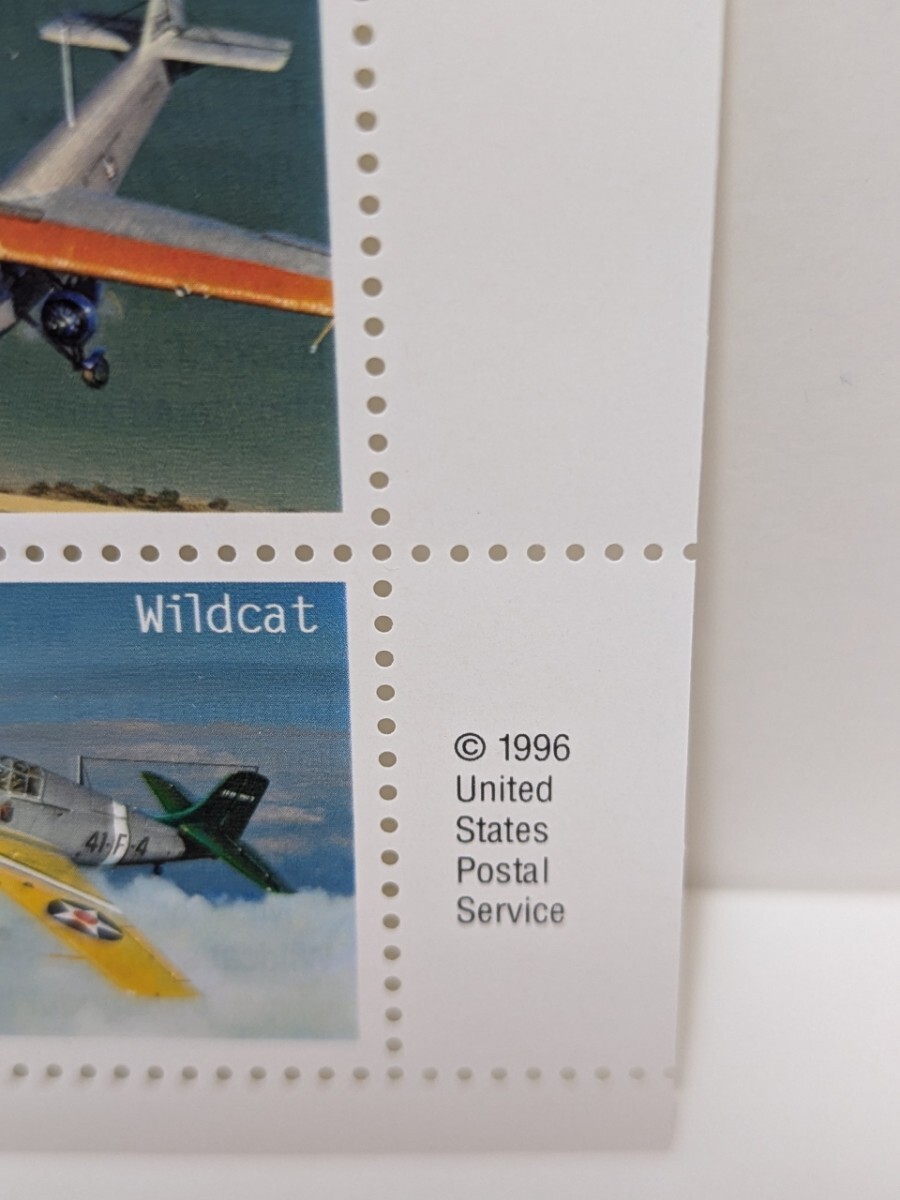 Wildcat
41-F-4
© 1996
United
States
Postal
Service